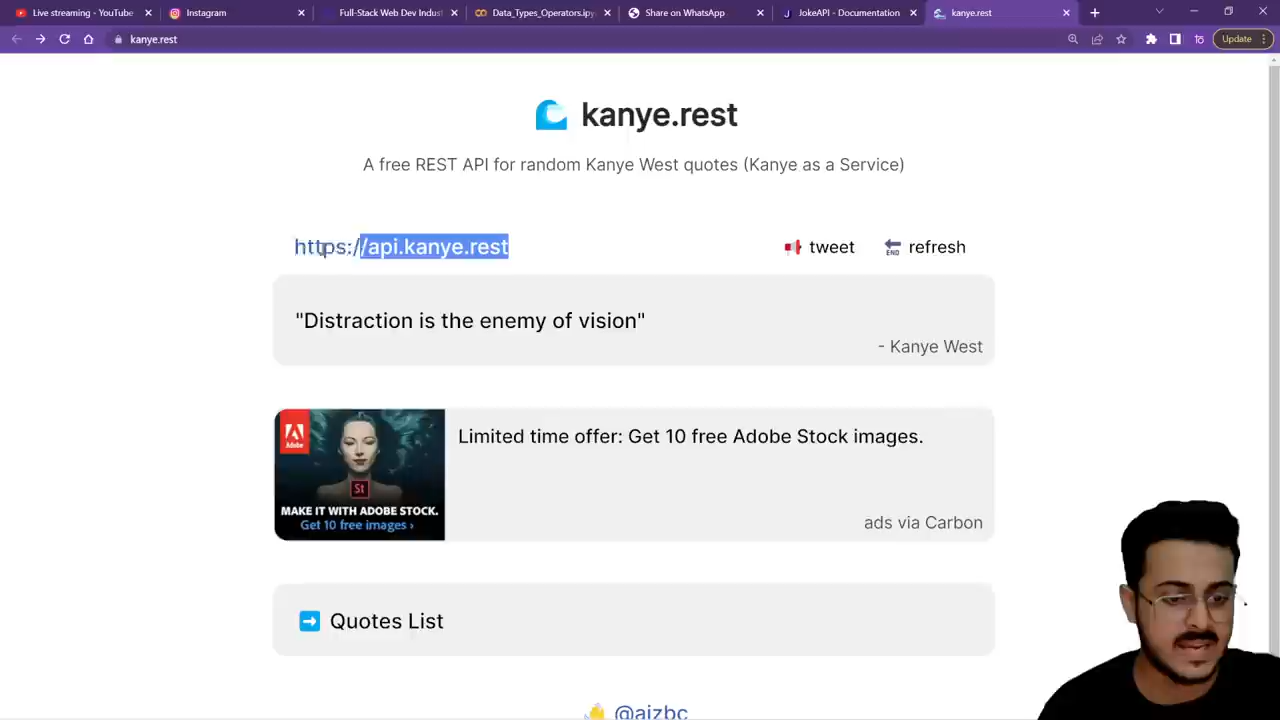 Live streaming - YouTube
Instagram
Full-Stack Web Dev Indust
Data_Types_Operators.ipyn
Share on WhatsApp
JokeAPI - Documentation
kanye.rest
kanye.rest
Update
kanye.rest
A free REST API for random Kanye West quotes (Kanye as a Service)
https://api.kanye.rest
tweet
END
refresh
"Distraction is the enemy of vision"
- Kanye West
Adobe
St
MAKE IT WITH ADOBE STOCK.
Get 10 free images ›
Limited time offer: Get 10 free Adobe Stock images.
ads via Carbon
Quotes List
@ajzbc